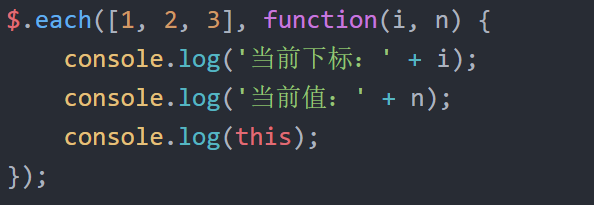 $.each([1, 2, 3], function(i, n) {
    console.log('当前下标：' + i);
    console.log('当前值：' + n);
    console.log(this);
});